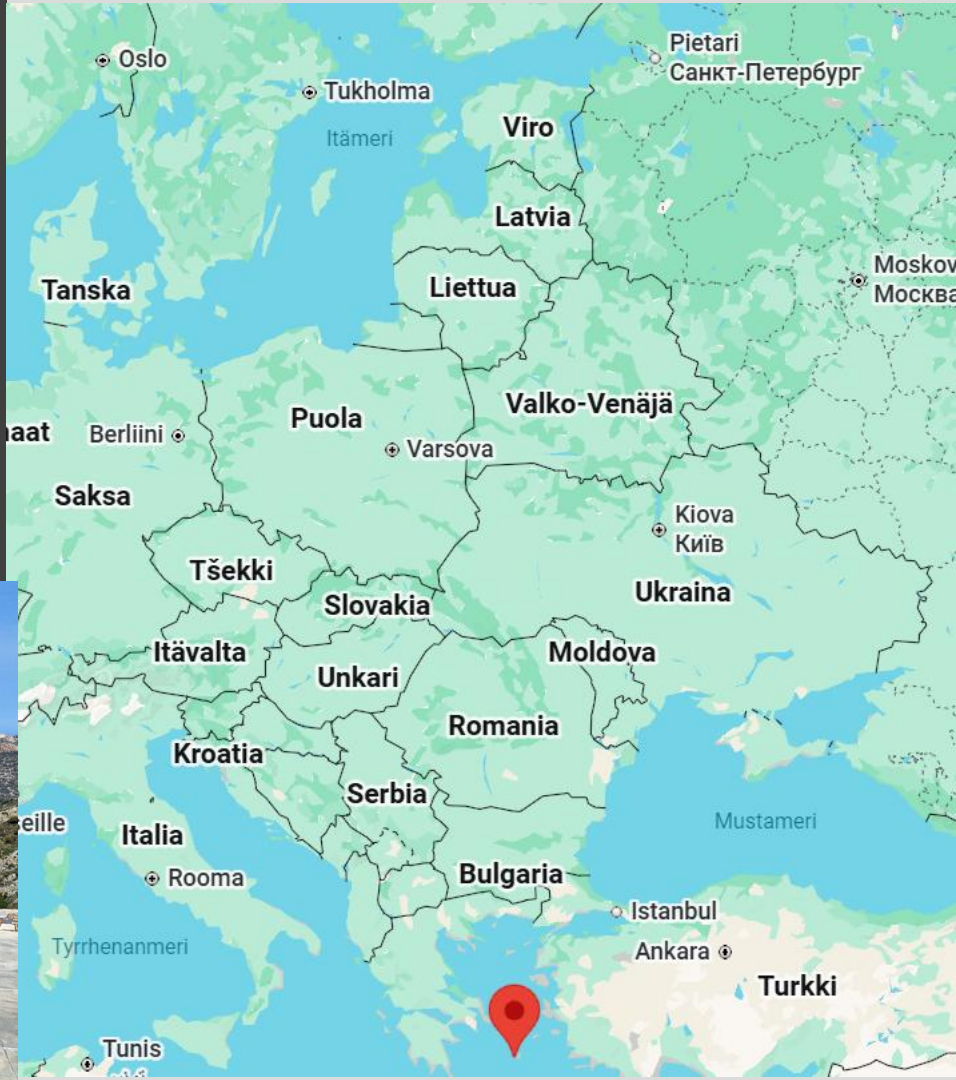 Oslo
Pietari
Санкт-Петербург
Tukholma
Itämeri
Viro
Latvia
Moskov
Москва
Tanska
Liettua
Puola
Valko-Venäjä
Berliini
Varsova
Saksa
Kiova
Київ
Tšekki
Ukraina
Slovakia
Itävalta
Moldova
Unkari
Romania
Kroatia
Serbia
Mustameri
eille
Italia
Rooma
Bulgaria
Istanbul
Tyrrhenanmeri
Ankara
Turkki
Tunis